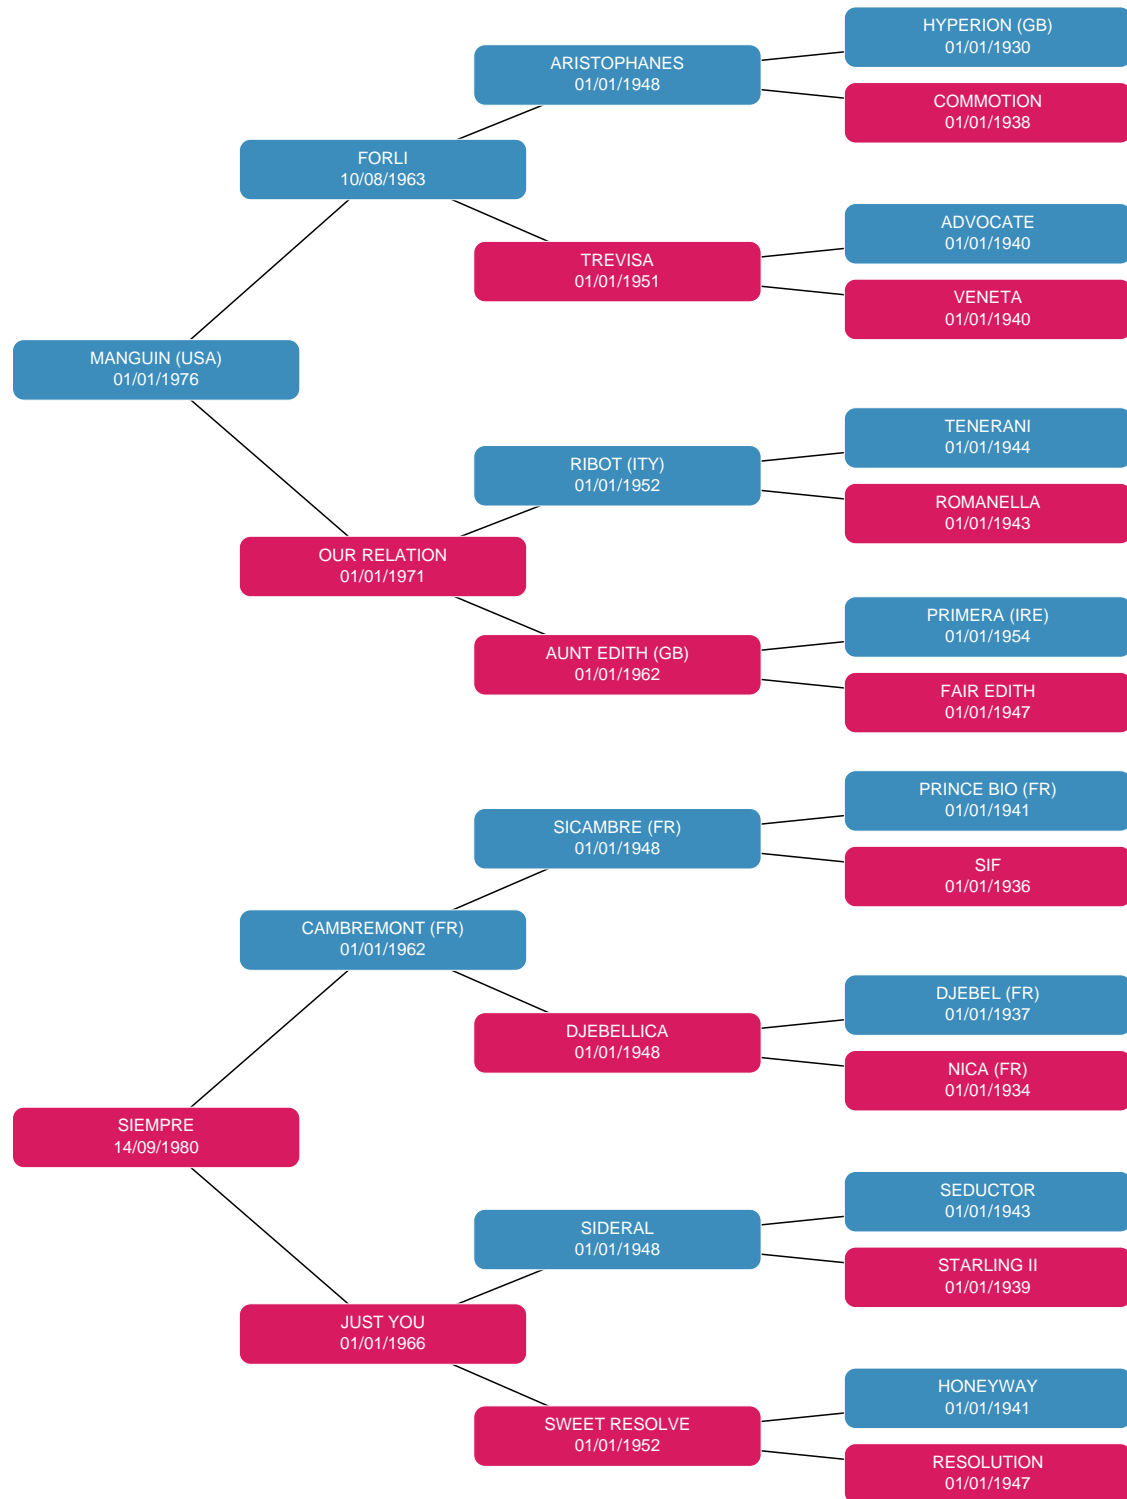 HYPERION (GB)
01/01/1930
ARISTOPHANES
01/01/1948
COMMOTION
01/01/1938
FORLI
10/08/1963
ADVOCATE
01/01/1940
TREVISA
01/01/1951
VENETA
01/01/1940
MANGUIN (USA)
01/01/1976
TENERANI
01/01/1944
RIBOT (ITY)
01/01/1952
ROMANELLA
01/01/1943
OUR RELATION
01/01/1971
PRIMERA (IRE)
01/01/1954
AUNT EDITH (GB)
01/01/1962
FAIR EDITH
01/01/1947
PRINCE BIO (FR)
01/01/1941
SICAMBRE (FR)
01/01/1948
SIF
01/01/1936
CAMBREMONT (FR)
01/01/1962
DJEBEL (FR)
01/01/1937
DJEBELLICA
01/01/1948
NICA (FR)
01/01/1934
SIEMPRE
14/09/1980
SEDUCTOR
01/01/1943
SIDERAL
01/01/1948
STARLING II
01/01/1939
JUST YOU
01/01/1966
HONEYWAY
01/01/1941
SWEET RESOLVE
01/01/1952
RESOLUTION
01/01/1947